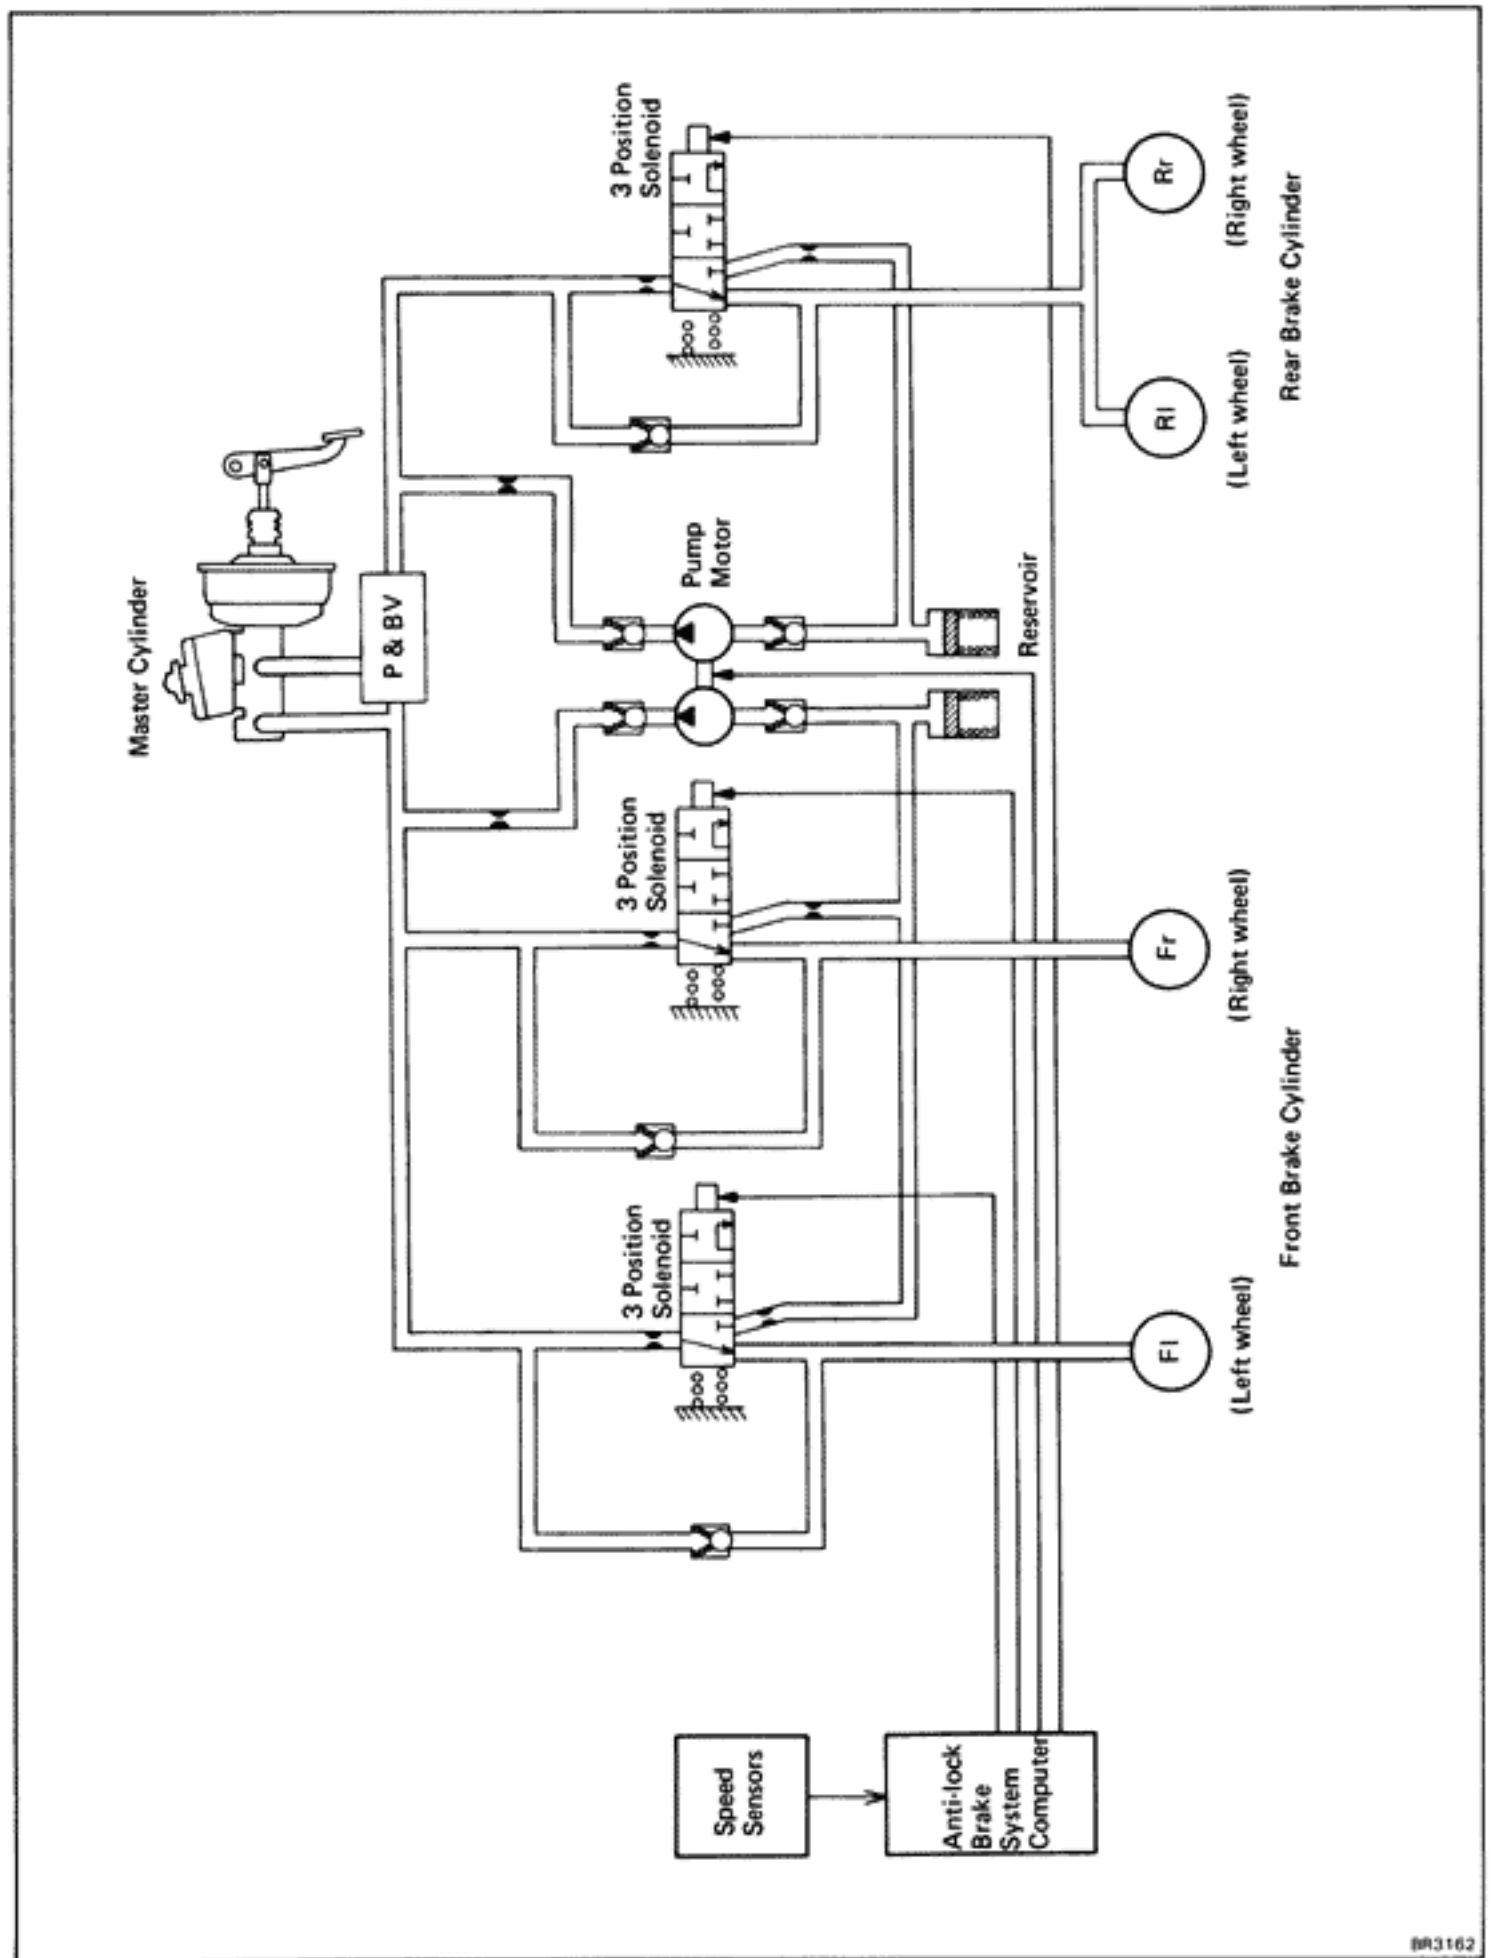 Master Cylinder
P & BV
3 Position
Solenoid
3 Position
Solenoid
Pump
Motor
3 Position
Solenoid
Reservoir
Speed
Sensors
Anti-lock
Brake
System
Computer
Fl
Fr
Rl
Rr
(Left wheel)
(Right wheel)
(Left wheel)
(Right wheel)
Front Brake Cylinder
Rear Brake Cylinder
BR3162